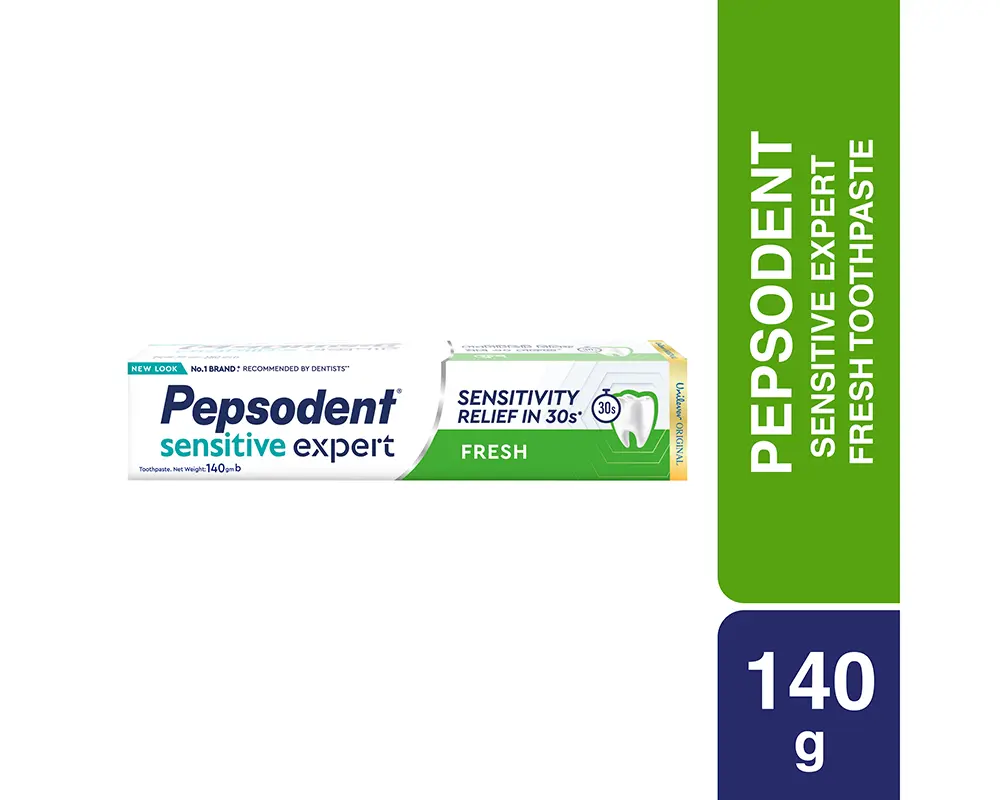 NEW LOOK
No.1 BRAND.* RECOMMENDED BY DENTISTS**
Pepsodent®
sensitive expert
Toothpaste. Net Weight: 140gm b
SENSITIVITY
RELIEF IN 30s*
30s
FRESH
Unilever ORIGINAL
PEPSODENT
SENSITIVE EXPERT
FRESH TOOTHPASTE
140
g